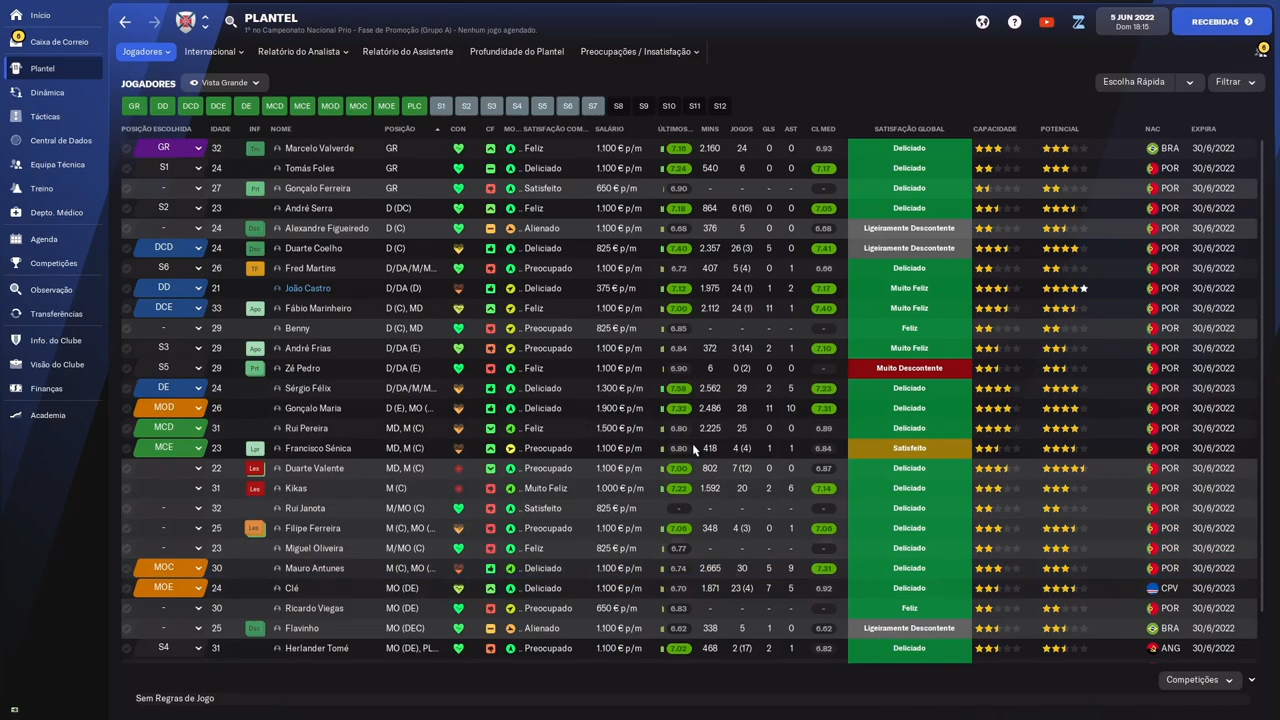 Início
PLANTEL
1º no Campeonato Nacional Prio - Fase de Promoção (Grupo A) - Nenhum jogo agendado.
5 JUN 2022
Dom 18:15
RECEBIDAS
6
Caixa de Correio
Plantel
Dinâmica
Tácticas
Central de Dados
Equipa Técnica
Treino
Depto. Médico
Agenda
Competições
Observação
Transferências
Info. do Clube
Visão do Clube
Finanças
Academia
Jogadores Internacional Relatório do Analista Relatório do Assistente Profundidade do Plantel Preocupações / Insatisfação 6
JOGADORES Vista Grande Escolha Rápida Filtrar
GR DD DCD DCE DE MCD MCE MOD MOC MOE PLC S1 S2 S3 S4 S5 S6 S7 S8 S9 S10 S11 S12
POSIÇÃO ESCOLHIDA IDADE INF NOME POSIÇÃO CON CF MO... SATISFAÇÃO COM... SALÁRIO ÚLTIMOS... MINS JOGOS GLS AST CLMED SATISFAÇÃO GLOBAL CAPACIDADE POTENCIAL NAC EXPIRA
GR 32 Trn Marcelo Valverde GR Feliz 1.100 € p/m 7.16 2.160 24 0 0 6.93 Deliciado BRA 30/6/2022
S1 24 Tomás Foles GR Deliciado 1.100 € p/m 7.24 540 6 0 0 7.17 Deliciado POR 30/6/2022
- 27 Prt Gonçalo Ferreira GR Satisfeito 650 € p/m 6.90 - - - - - Deliciado POR 30/6/2022
S2 23 André Serra D (DC) Feliz 1.100 € p/m 7.18 864 6 (16) 0 0 7.05 Deliciado POR 30/6/2022
- 24 Dsc Alexandre Figueiredo D (C) Alienado 1.100 € p/m 6.68 376 5 0 0 6.68 Ligeiramente Descontente POR 30/6/2022
DCD 24 Dsc Duarte Coelho D (C) Deliciado 825 € p/m 7.40 2.357 26 (3) 5 0 7.41 Ligeiramente Descontente POR 30/6/2022
S6 26 TF Fred Martins D/DA/M/M... Preocupado 1.100 € p/m 6.72 407 5 (4) 0 1 6.66 Deliciado POR 30/6/2022
DD 21 João Castro D/DA (D) Preocupado 375 € p/m 7.12 1.975 24 (1) 1 2 7.17 Muito Feliz POR 30/6/2022
DCE 33 Apo Fábio Marinheiro D (C), MD Feliz 1.100 € p/m 7.00 2.112 24 (1) 11 1 7.40 Muito Feliz POR 30/6/2022
- 29 Benny D (C), MD Preocupado 825 € p/m 6.85 - - - - - Feliz POR 30/6/2022
S3 29 Apo André Frias D/DA (E) Preocupado 1.100 € p/m 6.84 372 3 (14) 2 1 7.10 Muito Feliz POR 30/6/2022
S5 29 Prt Zé Pedro D/DA (E) Feliz 1.100 € p/m 6.90 6 0 (2) 0 0 - Muito Descontente POR 30/6/2022
DE 24 Sérgio Félix D/DA/M/M... Deliciado 1.300 € p/m 7.58 2.562 29 2 5 7.23 Deliciado POR 30/6/2023
MOD 26 Gonçalo Maria D (E), MO (... Deliciado 1.900 € p/m 7.32 2.486 28 11 10 7.31 Deliciado POR 30/6/2022
MCD 31 Rui Pereira MD, M (C) Feliz 1.500 € p/m 6.80 2.225 25 0 0 6.89 Deliciado POR 30/6/2022
MCE 23 Lpr Francisco Sénica MD, M (C) Preocupado 1.100 € p/m 6.80 418 4 (4) 1 1 6.84 Satisfeito POR 30/6/2022
22 Les Duarte Valente MD, M (C) Preocupado 1.100 € p/m 7.00 802 7 (12) 0 0 6.87 Deliciado POR 30/6/2022
- 31 Les Kikas M (C) Muito Feliz 1.000 € p/m 7.22 1.592 20 2 6 7.14 Deliciado POR 30/6/2022
- 32 Rui Janota M/MO (C) Satisfeito 825 € p/m - - - - - - Deliciado POR 30/6/2022
- 25 Les Filipe Ferreira M (C), MO (... Preocupado 1.100 € p/m 7.06 348 4 (3) 0 1 7.06 Deliciado POR 30/6/2022
- 23 Miguel Oliveira M/MO (C) Feliz 825 € p/m 6.77 - - - - - Deliciado POR 30/6/2022
MOC 30 Mauro Antunes M (C), MO (... Deliciado 1.100 € p/m 6.74 2.665 30 5 9 7.31 Deliciado POR 30/6/2022
MOE 24 Clé MO (DE) Deliciado 1.100 € p/m 6.70 1.871 23 (4) 7 5 6.92 Deliciado CPV 30/6/2023
- 30 Ricardo Viegas MO (DE) Preocupado 650 € p/m 6.83 - - - - - Feliz POR 30/6/2022
- 25 Dsc Flavinho MO (DEC) Alienado 1.100 € p/m 6.62 338 5 1 0 6.62 Ligeiramente Descontente BRA 30/6/2022
S4 31 Herlander Tomé MO (DE), PL... Preocupado 1.100 € p/m 7.02 468 2 (17) 2 1 6.82 Deliciado ANG 30/6/2022
Competições
Sem Regras de Jogo